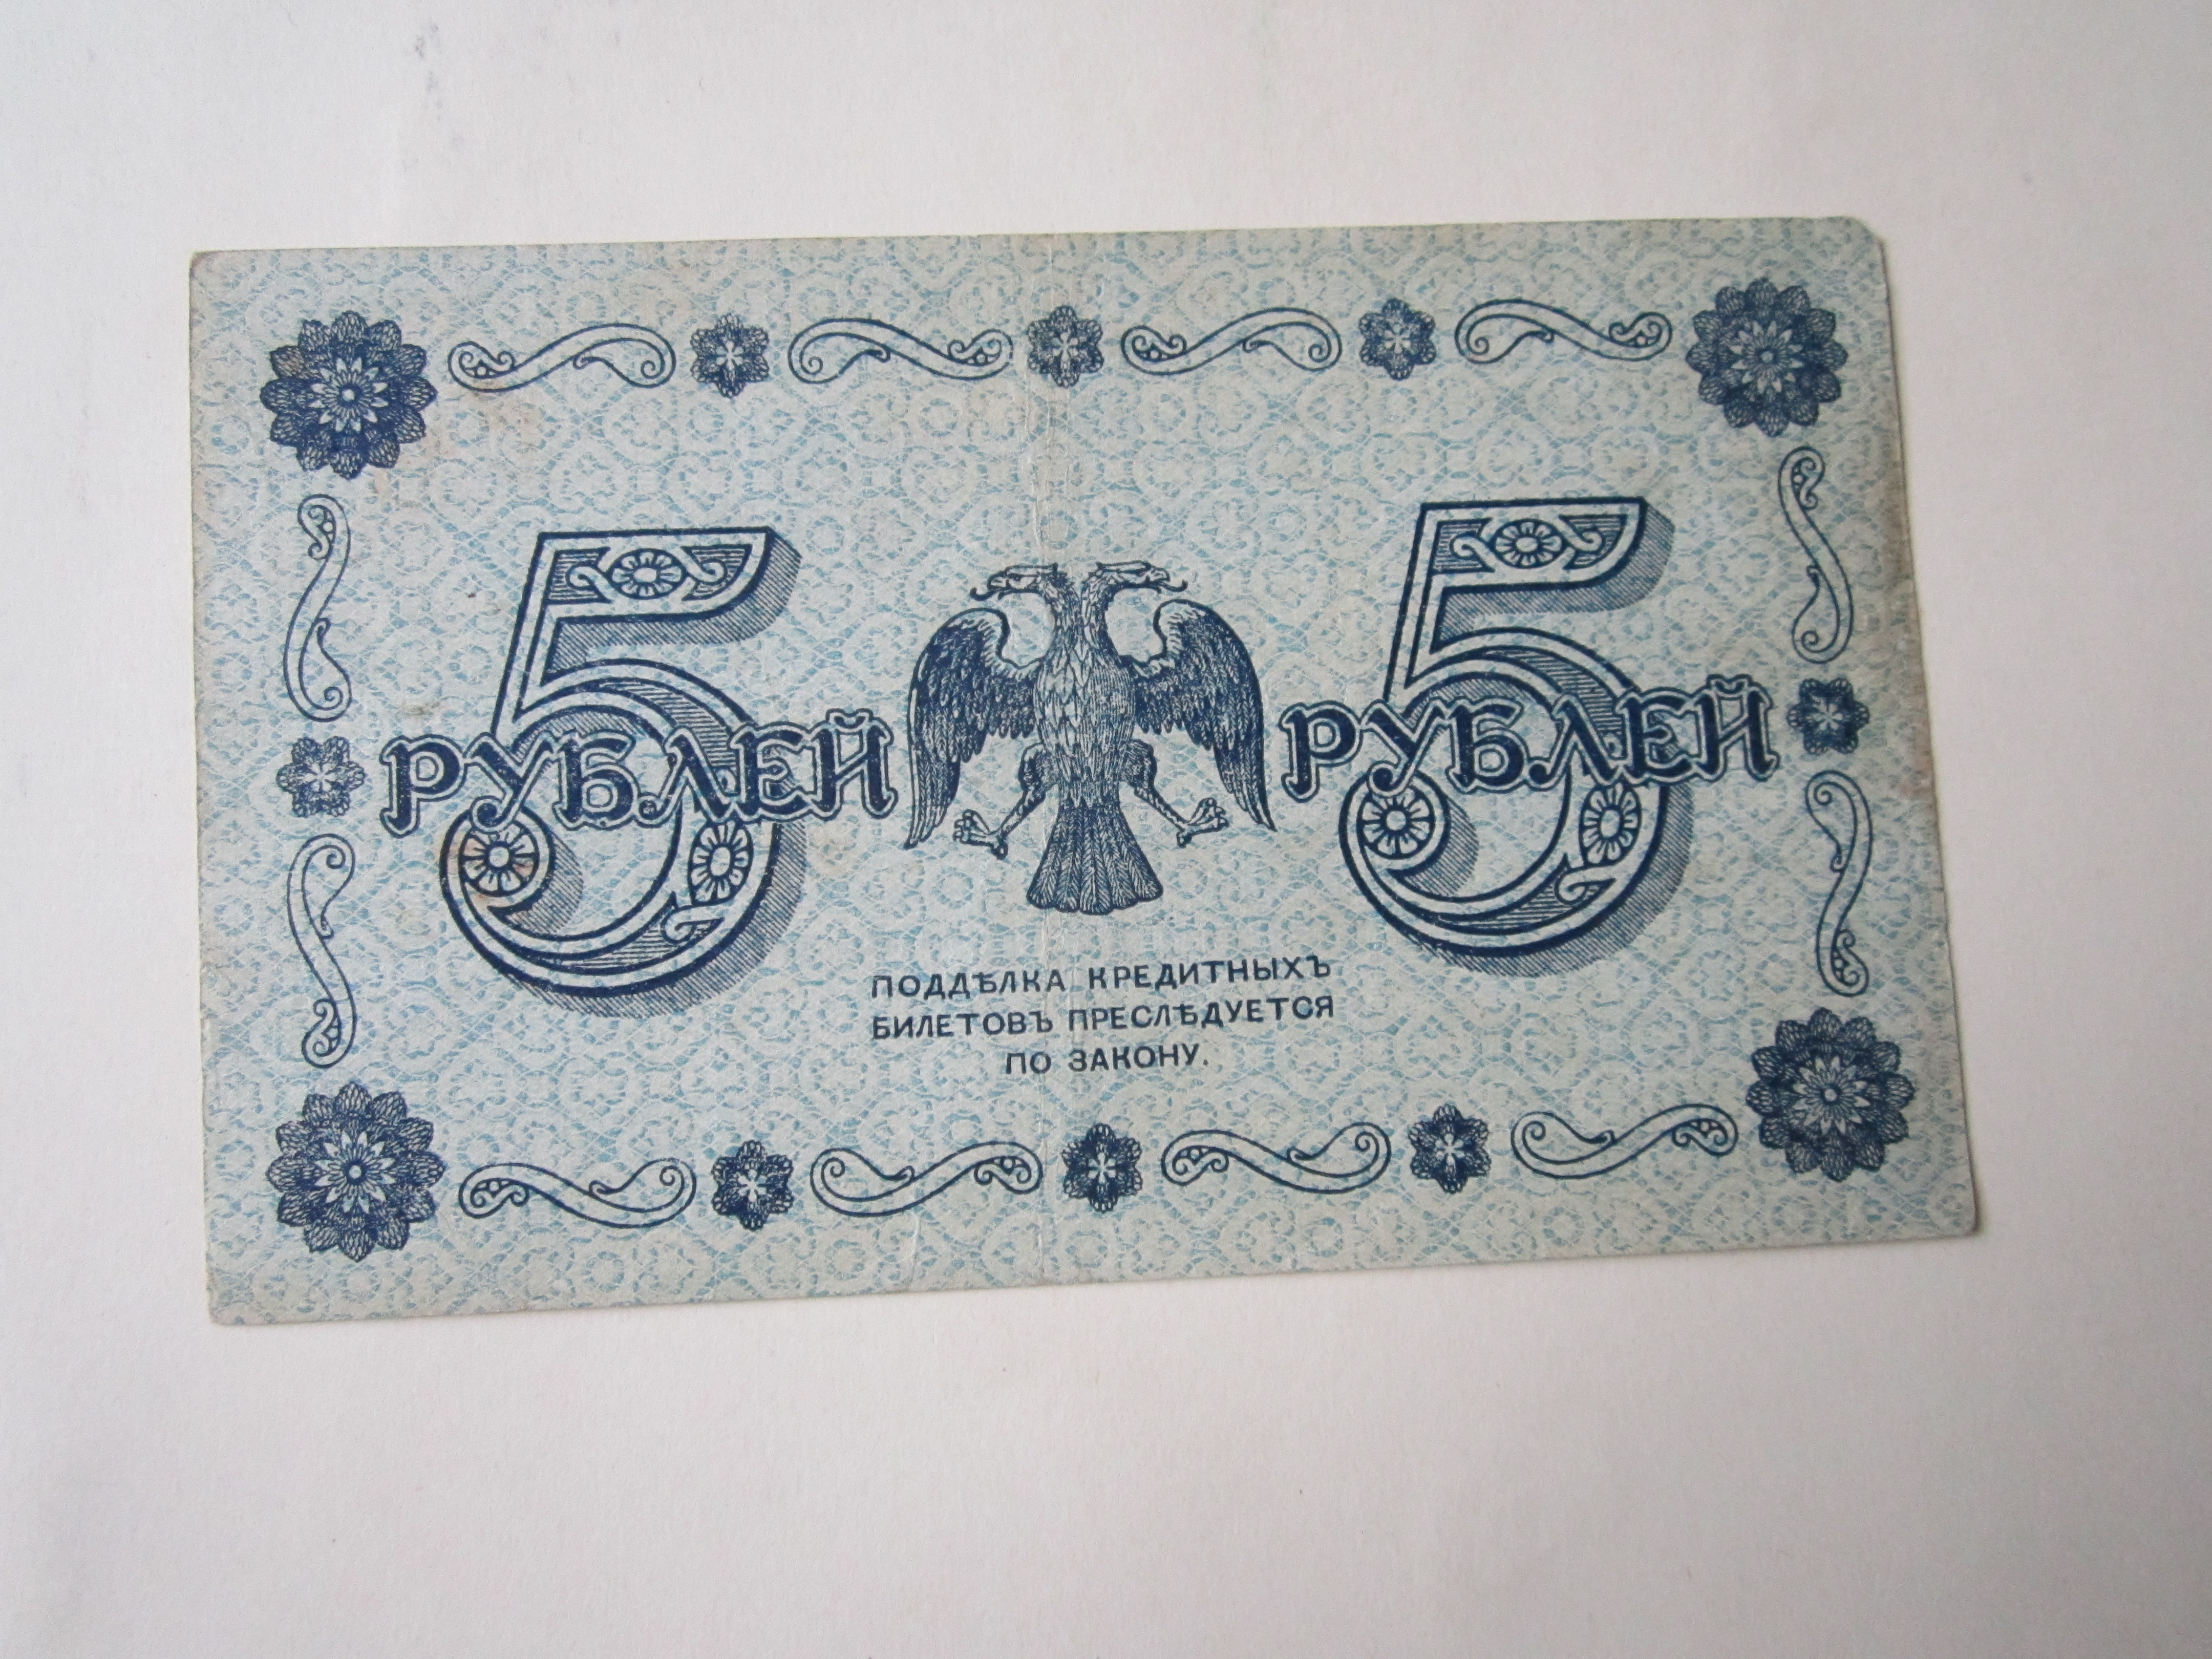 5 5
РУБЛЕЙ РУБЛЕЙ
ПОДДѢЛКА КРЕДИТНЫХЪ
БИЛЕТОВЪ ПРЕСЛѢДУЕТСЯ
ПО ЗАКОНУ.